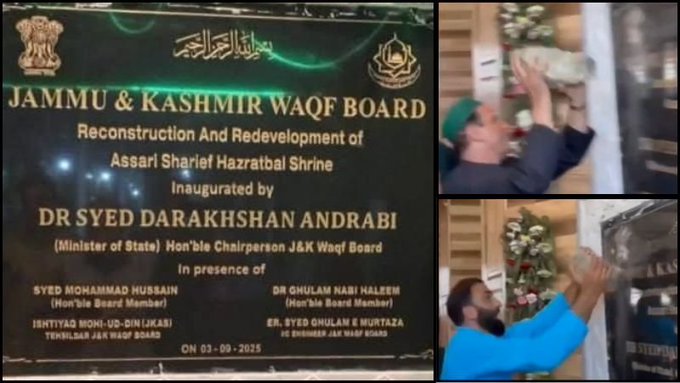 بسم الله الرحمن الرحيم
JAMMU & KASHMIR WAQF BOARD
Reconstruction And Redevelopment of
Assari Sharief Hazratbal Shrine
Inaugurated by
DR SYED DARAKHSHAN ANDRABI
(Minister of State) Hon'ble Chairperson J&K Waqf Board
In presence of
SYED MOHAMMAD HUSSAIN
(Hon'ble Board Member)
DR GHULAM NABI HALEEM
(Hon'ble Board Member)
ISHTIYAQ MOHI-UD-DIN (JKAS)
TEHSILDAR J&K WAQF BOARD
ER. SYED GHULAM E MURTAZA
I/C ENGINEER J&K WAQF BOARD
ON 03-09-2025